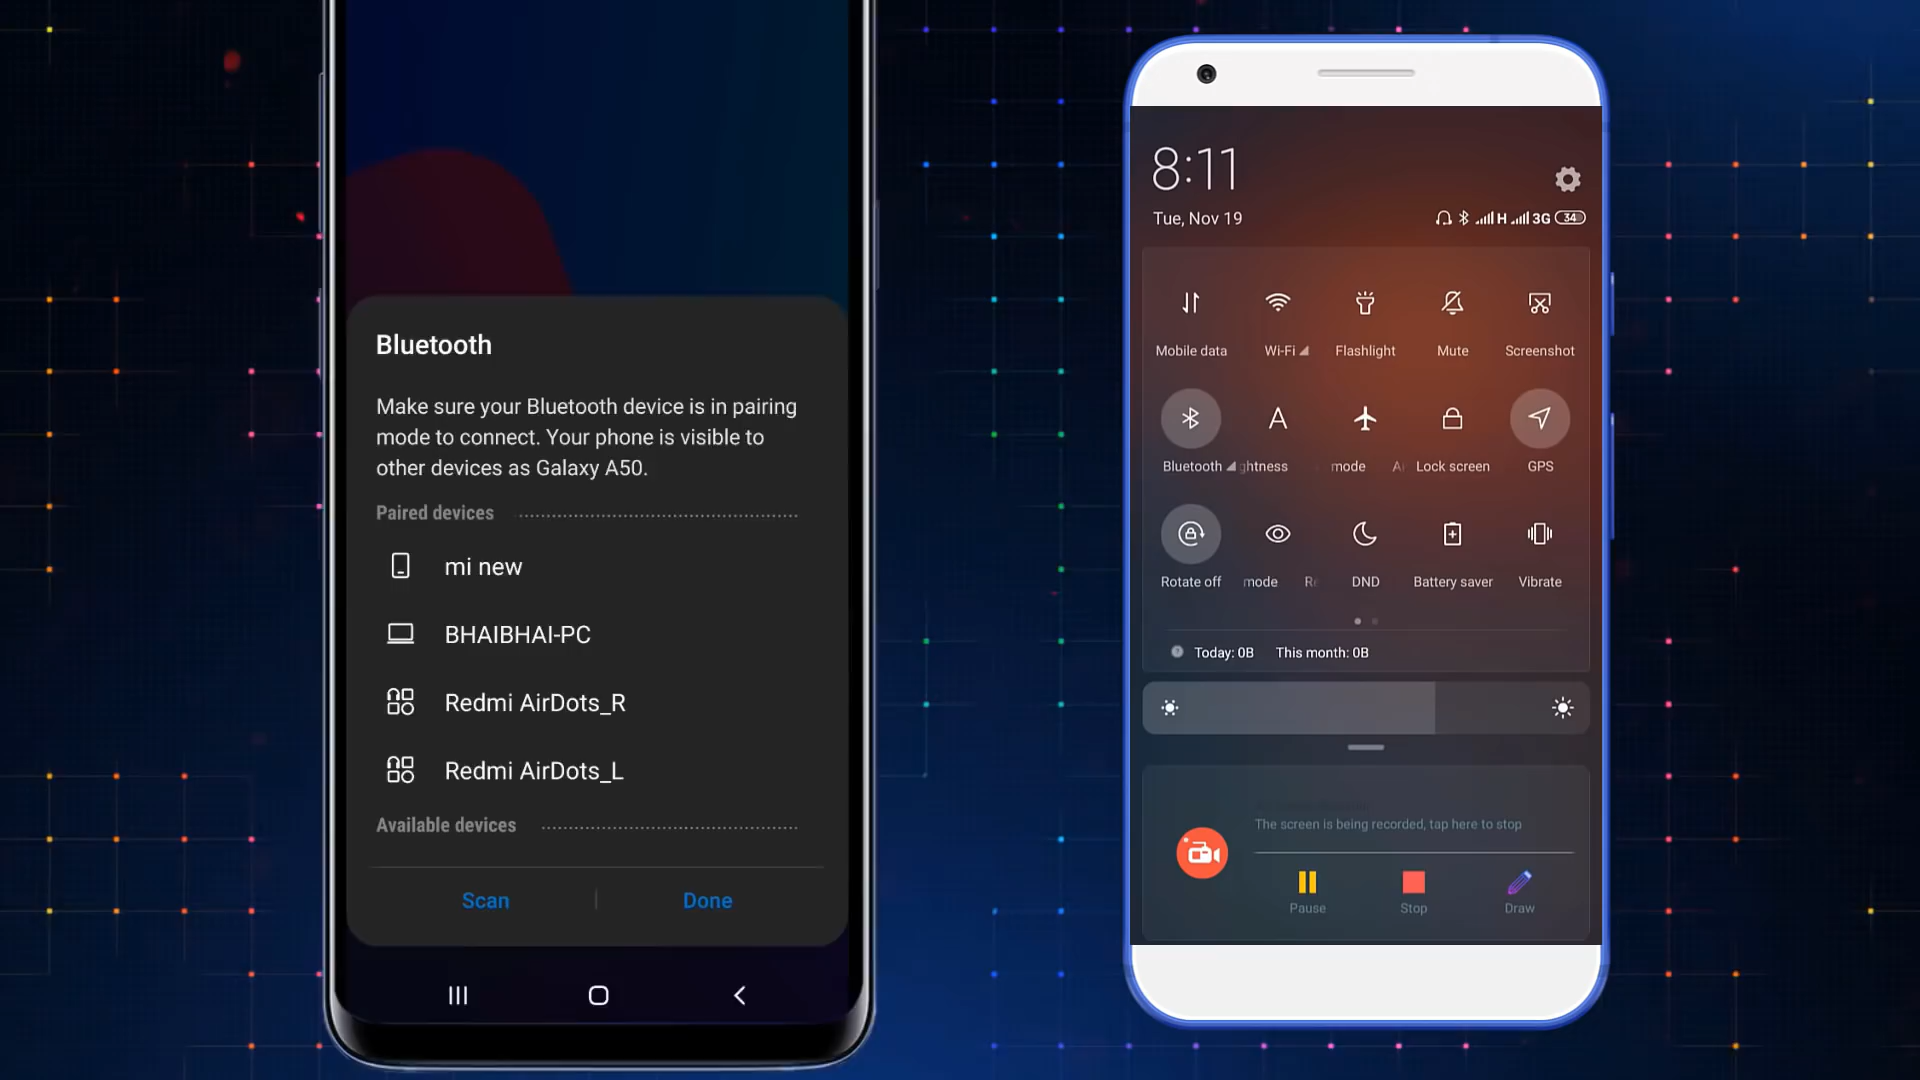 Bluetooth
Make sure your Bluetooth device is in pairing
mode to connect. Your phone is visible to
other devices as Galaxy A50.
Paired devices
mi new
BHAIBHAI-PC
Redmi AirDots_R
Redmi AirDots_L
Available devices
Scan
Done
8:11
Tue, Nov 19
H 3G 34
Mobile data Wi-Fi Flashlight Mute Screenshot
Bluetooth ghtness mode Lock screen GPS
Rotate off mode DND Battery saver Vibrate
Today: 0B This month: 0B
The screen is being recorded, tap here to stop
Pause Stop Draw